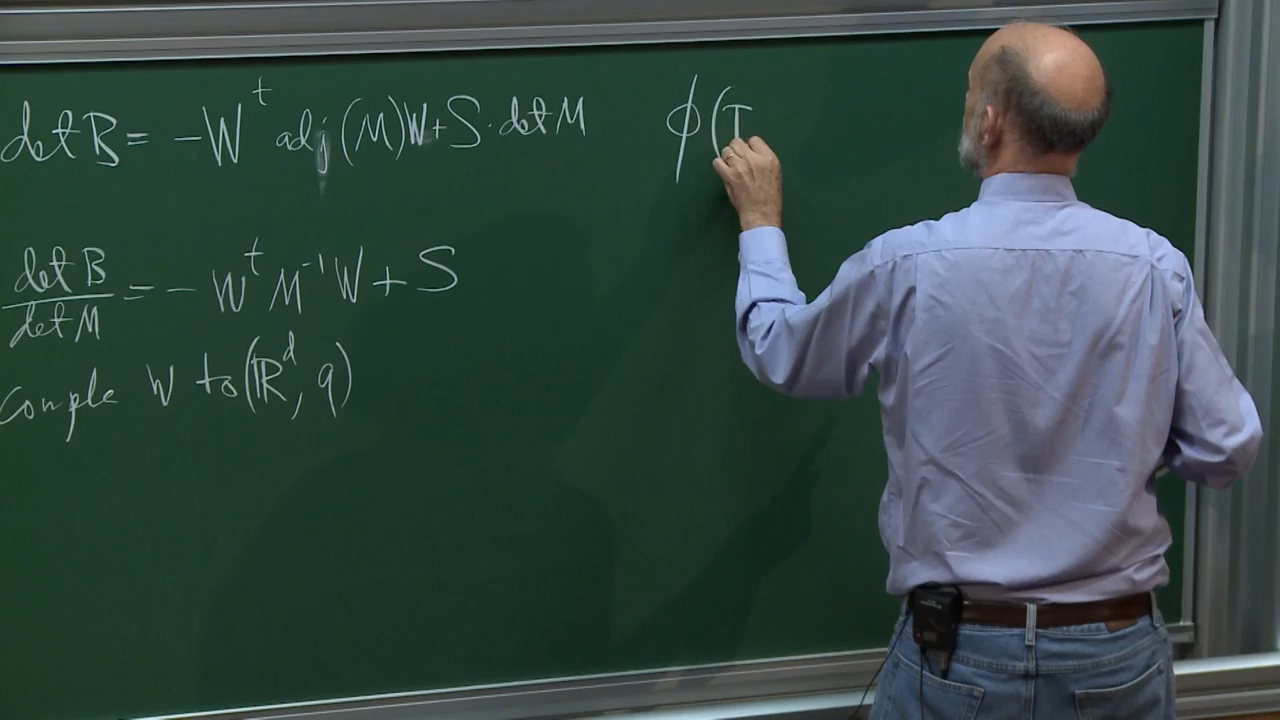 det B = -W^t adj(M)W+S·det M
det B / det M = - W^t M^-1 W + S
Couple W to (ℝ^d, q)
ϕ(T